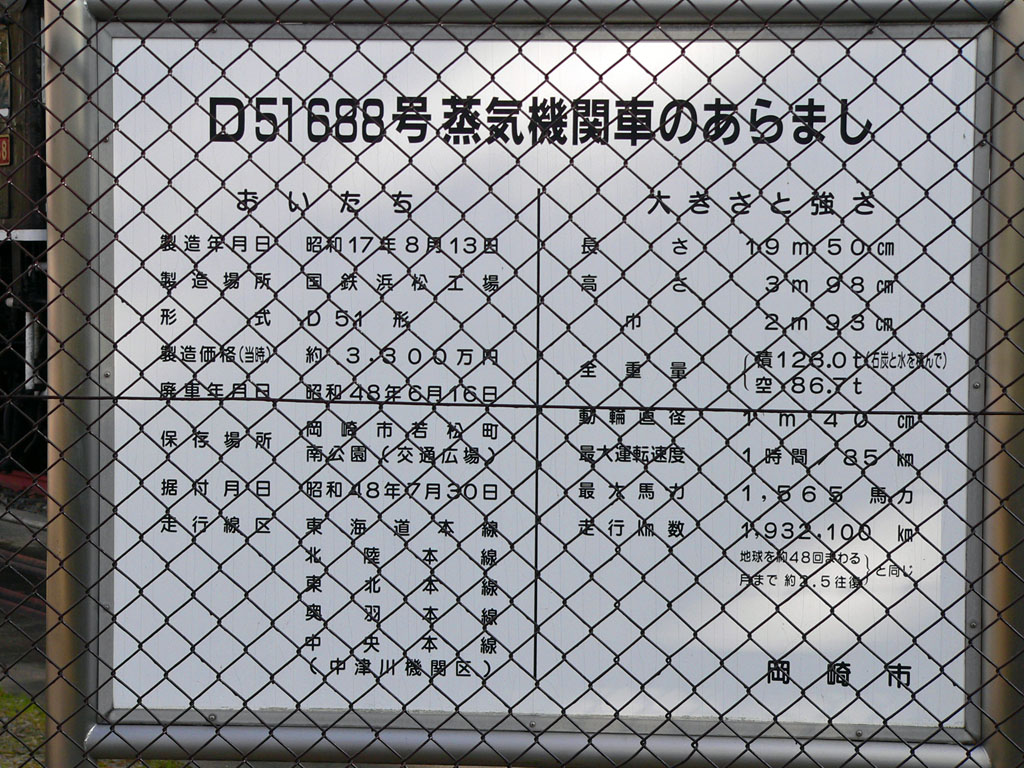 D51688号蒸気機関車のあらまし
おいたち
製造年月日 昭和17年8月13日
製造場所 国鉄浜松工場
形式 D51形
製造価格(当時) 約3,300万円
廃車年月日 昭和48年6月16日
保存場所 岡崎市若松町
南公園(交通広場)
据付月日 昭和48年7月30日
走行線区 東海道本線
北陸本線
東北本線
奥羽本線
中央本線
(中津川機関区)
大きさと強さ
長さ 19m50cm
高さ 3m98cm
巾 2m93cm
全重量 積128.0t(石炭と水を積んで)
空86.7t
動輪直径 1m40cm
最大運転速度 1時間/85km
最大馬力 1,565馬力
走行km数 1,932,100km
地球を約48回まわる
月まで約2.5往復 と同じ
岡崎市